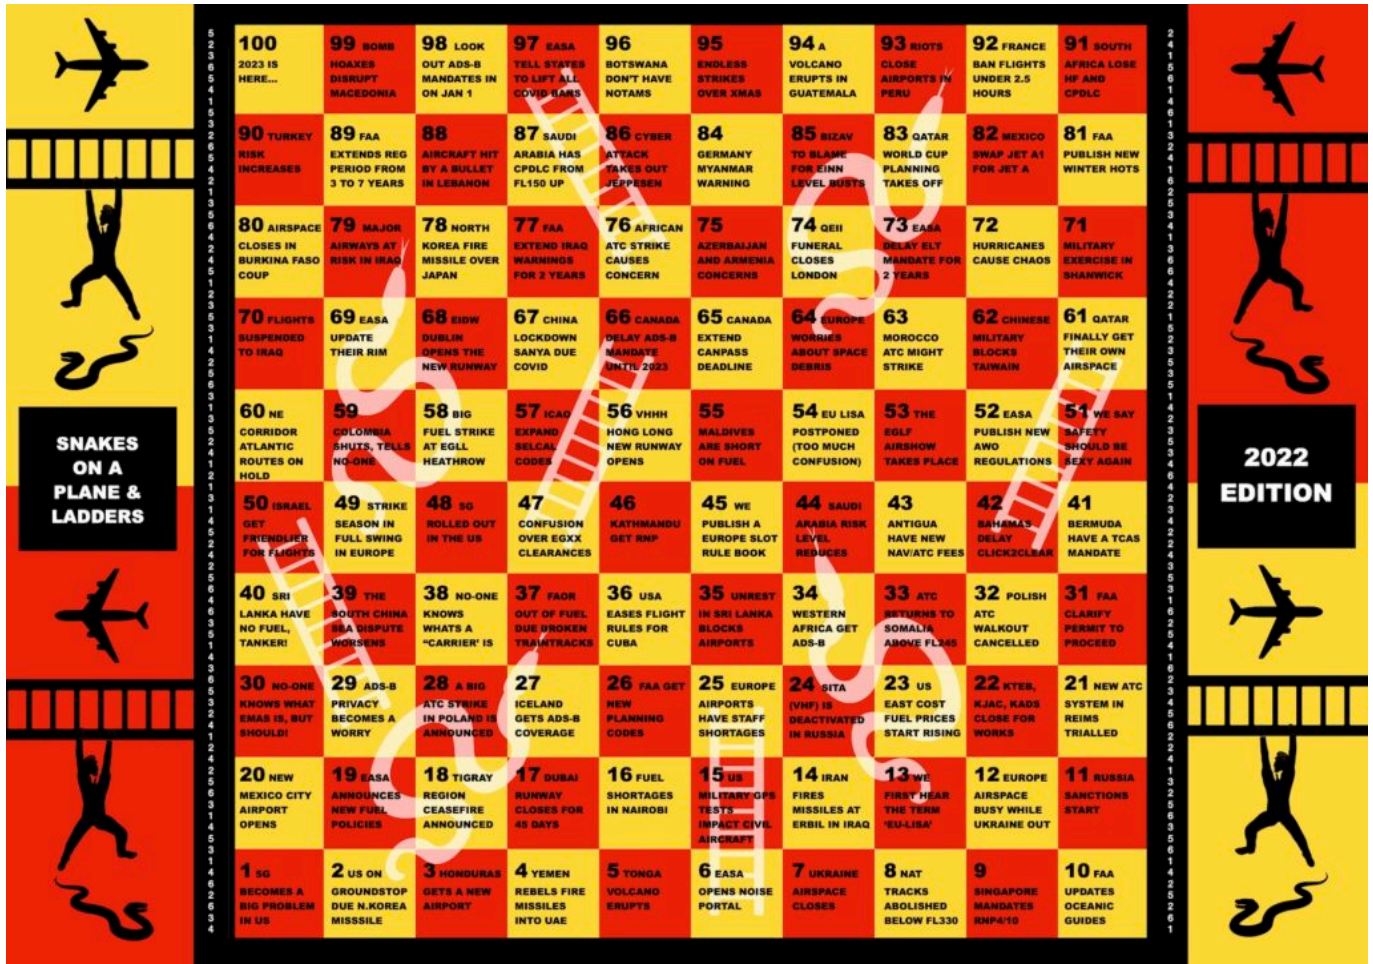 SNAKES
ON A
PLANE &
LADDERS
100
2023 IS
HERE...
99 BOMB
HOAXES
DISRUPT
MACEDONIA
98 LOOK
OUT ADS-B
MANDATES IN
ON JAN 1
97 EASA
TELL STATES
TO LIFT ALL
COVID BANS
96
BOTSWANA
DON'T HAVE
NOTAMS
95
ENDLESS
STRIKES
OVER XMAS
94 A
VOLCANO
ERUPTS IN
GUATEMALA
93 RIOTS
CLOSE
AIRPORTS IN
PERU
92 FRANCE
BAN FLIGHTS
UNDER 2.5
HOURS
91 SOUTH
AFRICA LOSE
HF AND
CPDLC
90 TURKEY
RISK
INCREASES
89 FAA
EXTENDS REG
PERIOD FROM
3 TO 7 YEARS
88
AIRCRAFT HIT
BY A BULLET
IN LEBANON
87 SAUDI
ARABIA HAS
CPDLC FROM
FL150 UP
86 CYBER
ATTACK
TAKES OUT
JEPPESEN
84
GERMANY
MYANMAR
WARNING
85 BIZAV
TO BLAME
FOR EINN
LEVEL BUSTS
83 QATAR
WORLD CUP
PLANNING
TAKES OFF
82 MEXICO
SWAP JET A1
FOR JET A
81 FAA
PUBLISH NEW
WINTER HOTS
80 AIRSPACE
CLOSES IN
BURKINA FASO
COUP
79 MAJOR
AIRWAYS AT
RISK IN IRAQ
78 NORTH
KOREA FIRE
MISSILE OVER
JAPAN
77 FAA
EXTEND IRAQ
WARNINGS
FOR 2 YEARS
76 AFRICAN
ATC STRIKE
CAUSES
CONCERN
75
AZERBAIJAN
AND ARMENIA
CONCERNS
74 QEII
FUNERAL
CLOSES
LONDON
73 EASA
DELAY ELT
MANDATE FOR
2 YEARS
72
HURRICANES
CAUSE CHAOS
71
MILITARY
EXERCISE IN
SHANWICK
70 FLIGHTS
SUSPENDED
TO IRAQ
69 EASA
UPDATE
THEIR RIM
68 EIDW
DUBLIN
OPENS THE
NEW RUNWAY
67 CHINA
LOCKDOWN
SANYA DUE
COVID
66 CANADA
DELAY ADS-B
MANDATE
UNTIL 2023
65 CANADA
EXTEND
CANPASS
DEADLINE
64 EUROPE
WORRIES
ABOUT SPACE
DEBRIS
63
MOROCCO
ATC MIGHT
STRIKE
62 CHINESE
MILITARY
BLOCKS
TAIWAIN
61 QATAR
FINALLY GET
THEIR OWN
AIRSPACE
60 NE
CORRIDOR
ATLANTIC
ROUTES ON
HOLD
59
COLOMBIA
SHUTS, TELLS
NO-ONE
58 BIG
FUEL STRIKE
AT EGLL
HEATHROW
57 ICAO
EXPAND
SELCAL
CODES
56 VHHH
HONG LONG
NEW RUNWAY
OPENS
55
MALDIVES
ARE SHORT
ON FUEL
54 EU LISA
POSTPONED
(TOO MUCH
CONFUSION)
53 THE
EGLF
AIRSHOW
TAKES PLACE
52 EASA
PUBLISH NEW
AWO
REGULATIONS
51 WE SAY
SAFETY
SHOULD BE
SEXY AGAIN
50 ISRAEL
GET
FRIENDLIER
FOR FLIGHTS
49 STRIKE
SEASON IN
FULL SWING
IN EUROPE
48 5G
ROLLED OUT
IN THE US
47
CONFUSION
OVER EGXX
CLEARANCES
46
KATHMANDU
GET RNP
45 WE
PUBLISH A
EUROPE SLOT
RULE BOOK
44 SAUDI
ARABIA RISK
LEVEL
REDUCES
43
ANTIGUA
HAVE NEW
NAV/ATC FEES
42
BAHAMAS
DELAY
CLICK2CLEAR
41
BERMUDA
HAVE A TCAS
MANDATE
40 SRI
LANKA HAVE
NO FUEL,
TANKER!
39 THE
SOUTH CHINA
SEA DISPUTE
WORSENS
38 NO-ONE
KNOWS
WHATS A
"CARRIER' IS
37 FAOR
OUT OF FUEL
DUE BROKEN
TRAINTRACKS
36 USA
EASES FLIGHT
RULES FOR
CUBA
35 UNREST
IN SRI LANKA
BLOCKS
AIRPORTS
34
WESTERN
AFRICA GET
ADS-B
33 ATC
RETURNS TO
SOMALIA
ABOVE FL245
32 POLISH
ATC
WALKOUT
CANCELLED
31 FAA
CLARIFY
PERMIT TO
PROCEED
30 NO-ONE
KNOWS WHAT
EMAS IS, BUT
SHOULD!
29 ADS-B
PRIVACY
BECOMES A
WORRY
28 A BIG
ATC STRIKE
IN POLAND IS
ANNOUNCED
27
ICELAND
GETS ADS-B
COVERAGE
26 FAA GET
NEW
PLANNING
CODES
25 EUROPE
AIRPORTS
HAVE STAFF
SHORTAGES
24 SITA
(VHF) IS
DEACTIVATED
IN RUSSIA
23 US
EAST COST
FUEL PRICES
START RISING
22 KTEB,
KJAC, KADS
CLOSE FOR
WORKS
21 NEW ATC
SYSTEM IN
REIMS
TRIALLED
20 NEW
MEXICO CITY
AIRPORT
OPENS
19 EASA
ANNOUNCES
NEW FUEL
POLICIES
18 TIGRAY
REGION
CEASEFIRE
ANNOUNCED
17 DUBAI
RUNWAY
CLOSES FOR
45 DAYS
16 FUEL
SHORTAGES
IN NAIROBI
15 US
MILITARY GPS
TESTS
IMPACT CIVIL
AIRCRAFT
14 IRAN
FIRES
MISSILES AT
ERBIL IN IRAQ
13 WE
FIRST HEAR
THE TERM
'EU-LISA'
12 EUROPE
AIRSPACE
BUSY WHILE
UKRAINE OUT
11 RUSSIA
SANCTIONS
START
1 5G
BECOMES A
BIG PROBLEM
IN US
2 US ON
GROUNDSTOP
DUE N.KOREA
MISSSILE
3 HONDURAS
GETS A NEW
AIRPORT
4 YEMEN
REBELS FIRE
MISSILES
INTO UAE
5 TONGA
VOLCANO
ERUPTS
6 EASA
OPENS NOISE
PORTAL
7 UKRAINE
AIRSPACE
CLOSES
8 NAT
TRACKS
ABOLISHED
BELOW FL330
9
SINGAPORE
MANDATES
RNP4/10
10 FAA
UPDATES
OCEANIC
GUIDES
2022
EDITION